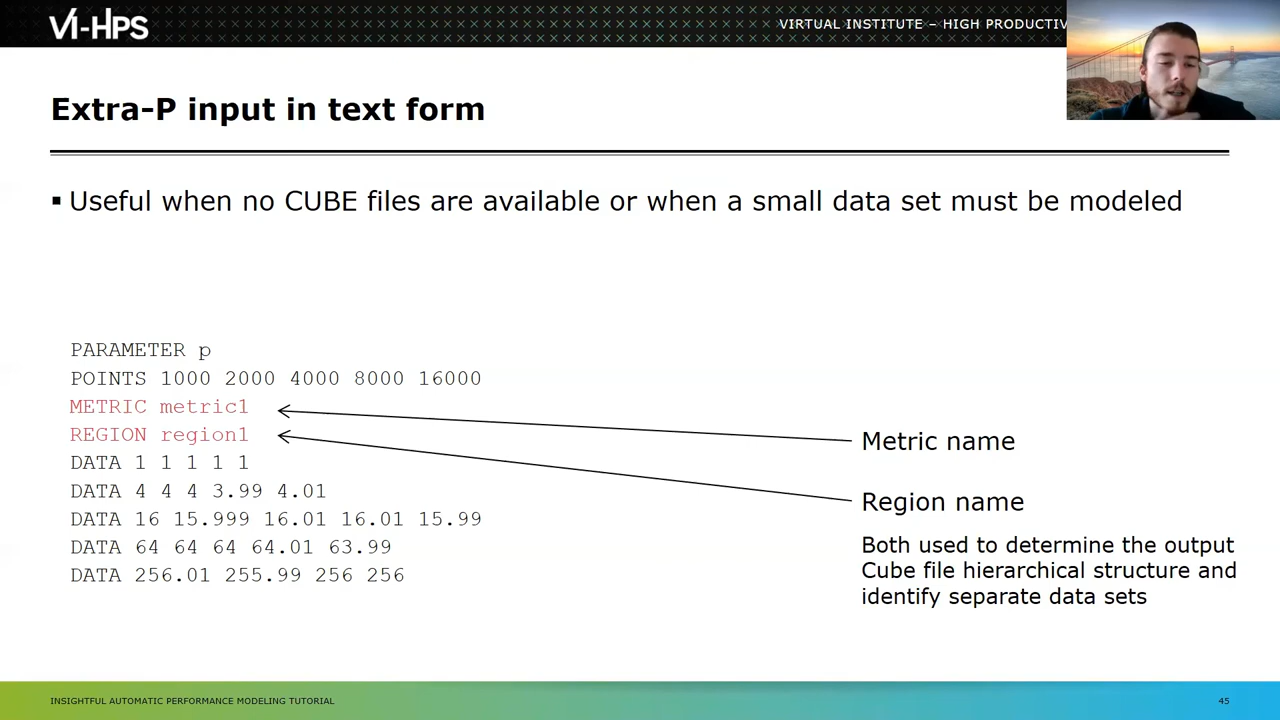 VI-HPS
VIRTUAL INSTITUTE – HIGH PRODUCTIV
Extra-P input in text form
▪ Useful when no CUBE files are available or when a small data set must be modeled
PARAMETER p
POINTS 1000 2000 4000 8000 16000
METRIC metric1
REGION region1
DATA 1 1 1 1 1
DATA 4 4 4 3.99 4.01
DATA 16 15.999 16.01 16.01 15.99
DATA 64 64 64 64.01 63.99
DATA 256.01 255.99 256 256
Metric name
Region name
Both used to determine the output
Cube file hierarchical structure and
identify separate data sets
INSIGHTFUL AUTOMATIC PERFORMANCE MODELING TUTORIAL
45